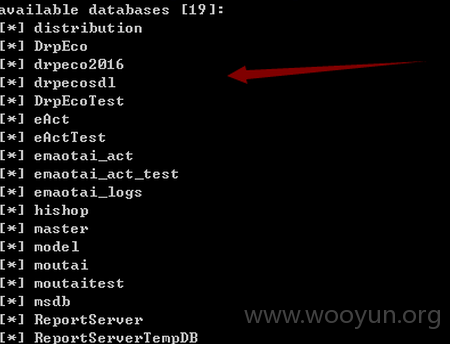 available databases [19]:
[*] distribution
[*] DrpEco
[*] drpeco2016
[*] drpecosdl
[*] DrpEcoTest
[*] eAct
[*] eActTest
[*] emaotai_act
[*] emaotai_act_test
[*] emaotai_logs
[*] hishop
[*] master
[*] model
[*] moutai
[*] moutaitest
[*] msdb
[*] ReportServer
[*] ReportServerTempDB
www.wooyun.org